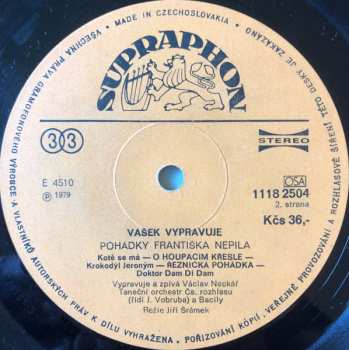 MADE IN CZECHOSLOVAKIA · VŠECHNA PRÁVA GRAMOFONOVÉHO VÝROBCE · A VLASTNÍKŮ AUTORSKÝCH PRÁV K DÍLU VYHRAŽENA · POŘIZOVÁNÍ KOPIÍ · VEŘEJNÉ PROVOZOVÁNÍ A ROZHLASOVÉ ŠÍŘENÍ TÉTO DESKY JE ZAKÁZÁNO
SUPRAPHON
33
STEREO
E 4510
Ⓟ 1979
OSA
1118 2504
2. strana
Kčs 36,-
VAŠEK VYPRAVUJE
POHÁDKY FRANTIŠKA NEPILA
Kotě se má — O HOUPACÍM KŘESLE —
Krokodýl Jeroným — ŘEZNICKÁ POHÁDKA —
Doktor Dam Di Dam
Vypravuje a zpívá Václav Neckář
Taneční orchestr Čs. rozhlasu
(řídí J. Vobruba) a Bacily
Režie Jiří Šrámek